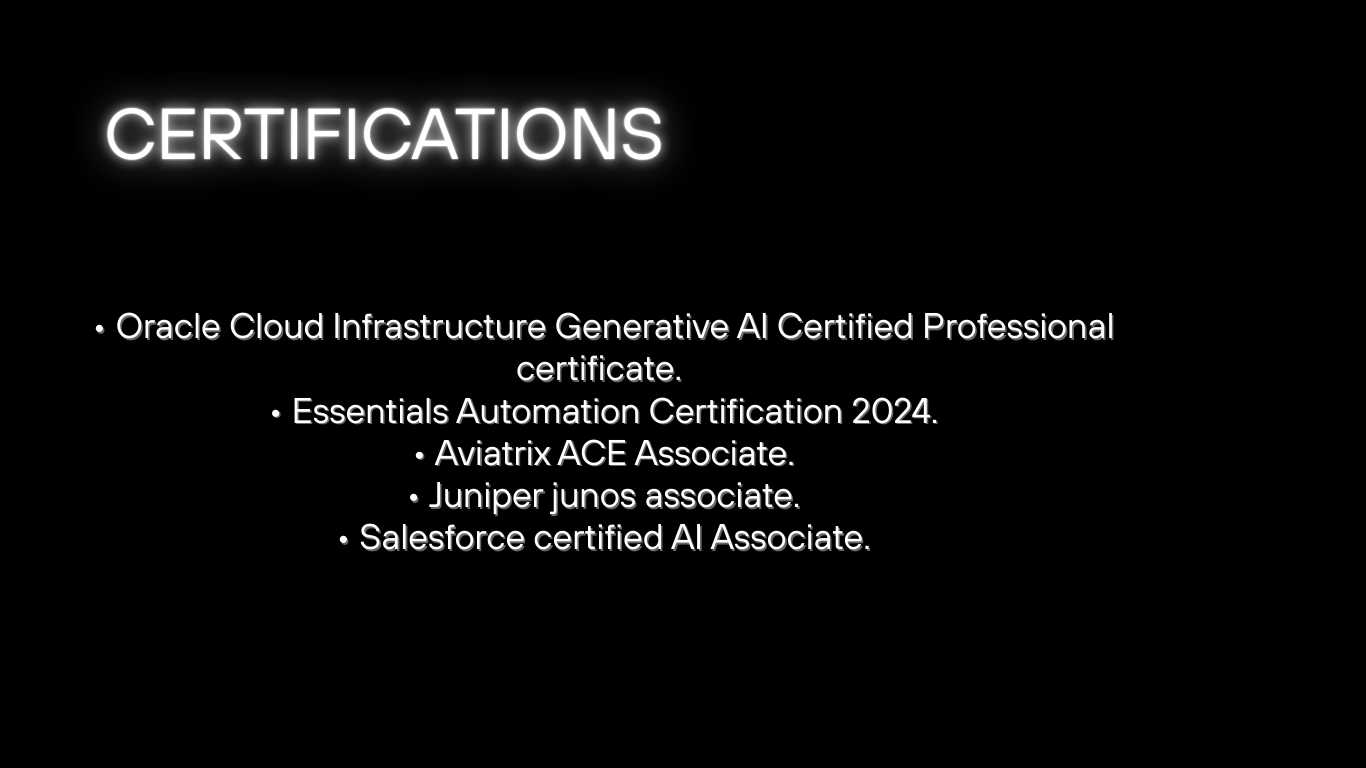 CERTIFICATIONS
• Oracle Cloud Infrastructure Generative AI Certified Professional
certificate.
• Essentials Automation Certification 2024.
• Aviatrix ACE Associate.
• Juniper junos associate.
• Salesforce certified AI Associate.